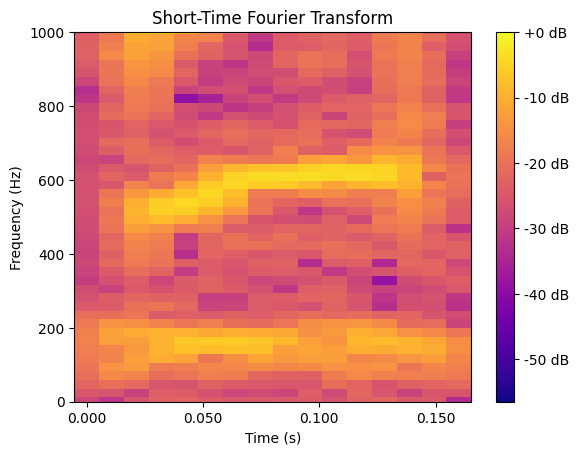 Short-Time Fourier Transform
Frequency (Hz)
1000
800
600
400
200
0
0.000
0.050
0.100
0.150
Time (s)
+0 dB
-10 dB
-20 dB
-30 dB
-40 dB
-50 dB